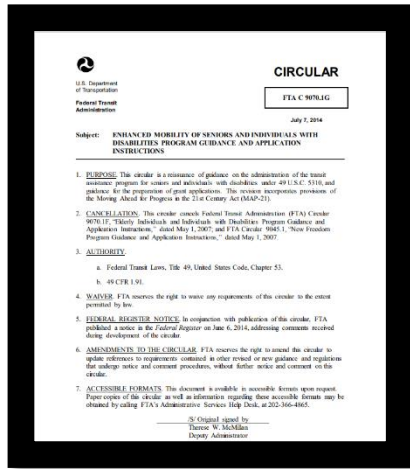 U.S. Department
of Transportation
Federal Transit
Administration
CIRCULAR
FTA C 9070.1G
July 7, 2014
Subject: ENHANCED MOBILITY OF SENIORS AND INDIVIDUALS WITH
DISABILITIES PROGRAM GUIDANCE AND APPLICATION
INSTRUCTIONS
1. PURPOSE. This circular is a reissuance of guidance on the administration of the transit
assistance program for seniors and individuals with disabilities under 49 U.S.C. 5310, and
guidance for the preparation of grant applications. This revision incorporates provisions of
the Moving Ahead for Progress in the 21st Century Act (MAP-21).
2. CANCELLATION. This circular cancels Federal Transit Administration (FTA) Circular
9070.1F, "Elderly Individuals and Individuals with Disabilities Program Guidance and
Application Instructions," dated May 1, 2007; and FTA Circular 9045.1, "New Freedom
Program Guidance and Application Instructions," dated May 1, 2007.
3. AUTHORITY.
a. Federal Transit Laws, Title 49, United States Code, Chapter 53.
b. 49 CFR 1.91.
4. WAIVER. FTA reserves the right to waive any requirements of this circular to the extent
permitted by law.
5. FEDERAL REGISTER NOTICE. In conjunction with publication of this circular, FTA
published a notice in the Federal Register on June 6, 2014, addressing comments received
during development of the circular.
6. AMENDMENTS TO THE CIRCULAR. FTA reserves the right to amend this circular to
update references to requirements contained in other revised or new guidance and regulations
that undergo notice and comment procedures, without further notice and comment on this
circular.
7. ACCESSIBLE FORMATS. This document is available in accessible formats upon request.
Paper copies of this circular as well as information regarding these accessible formats may be
obtained by calling FTA's Administrative Services Help Desk, at 202-366-4865.
/S/ Original signed by
Therese W. McMillan
Deputy Administrator